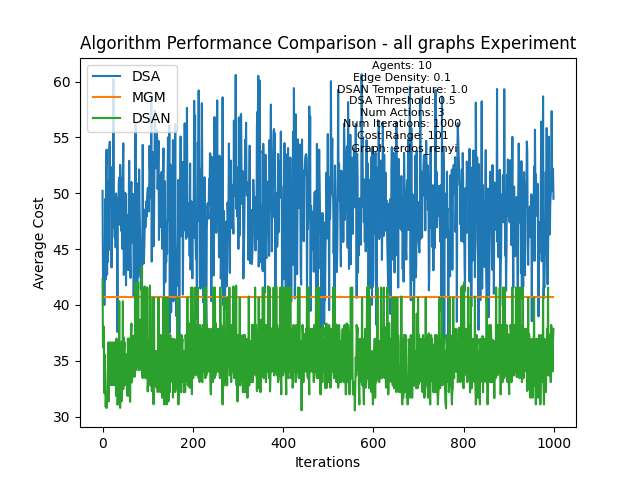 Algorithm Performance Comparison - all graphs Experiment
DSA
MGM
DSAN
Agents: 10
Edge Density: 0.1
DSAN Temperature: 1.0
DSA Threshold: 0.5
Num Actions: 3
Num Iterations: 1000
Cost Range: 101
Graph: erdos_renyi
60
55
50
45
40
35
30
Average Cost
0
200
400
600
800
1000
Iterations